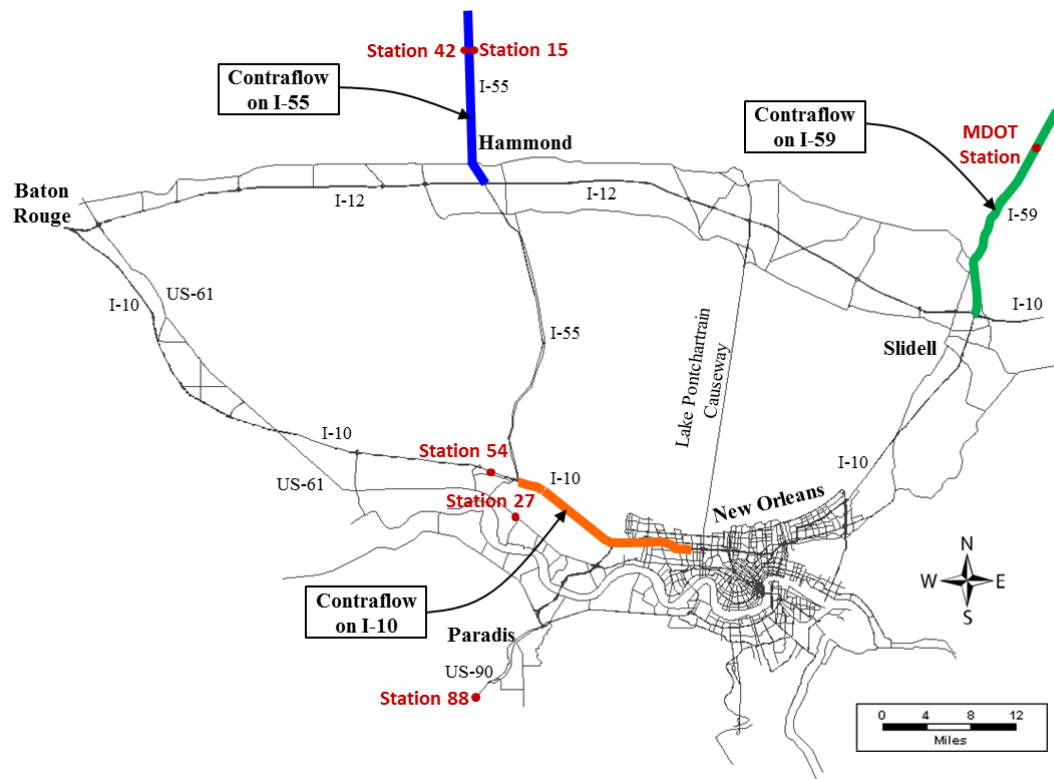 Station 42
Station 15
Contraflow
on I-55
I-55
Hammond
Contraflow
on I-59
MDOT
Station
Baton
Rouge
I-12
I-12
I-59
US-61
I-10
I-10
I-55
Slidell
Lake Pontchartrain
Causeway
I-10
Station 54
I-10
I-10
US-61
Station 27
New Orleans
N
W
E
S
Contraflow
on I-10
Paradis
US-90
Station 88
0 4 8 12
Miles